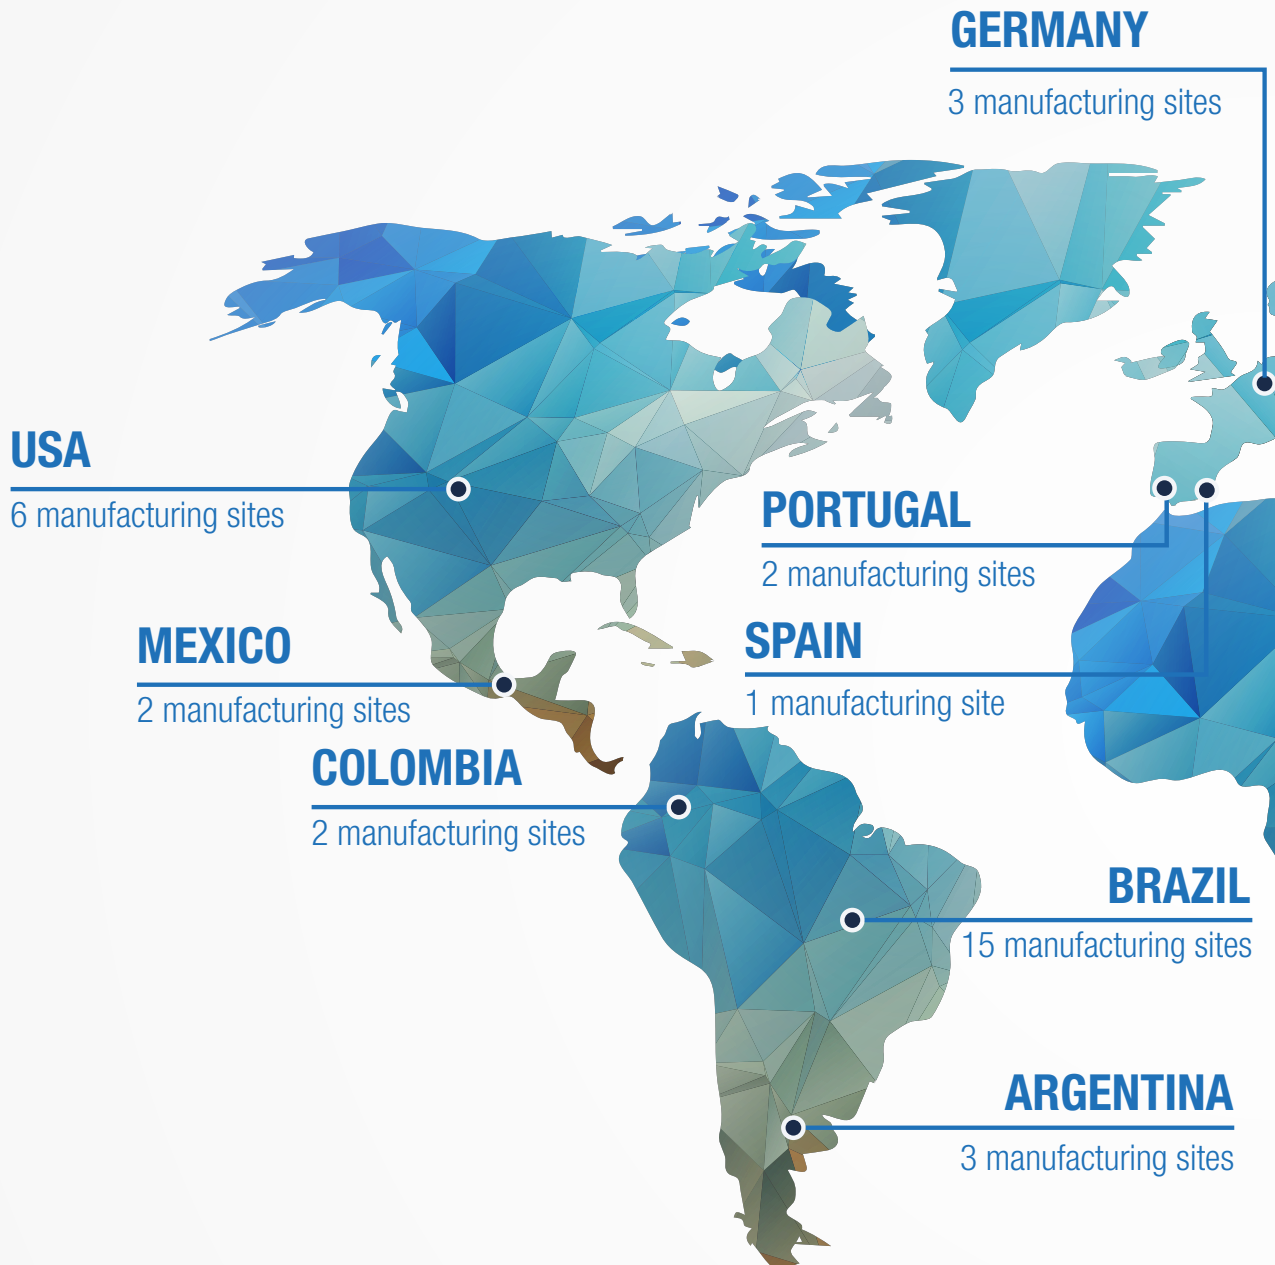 GERMANY
3 manufacturing sites
USA
6 manufacturing sites
PORTUGAL
2 manufacturing sites
SPAIN
1 manufacturing site
MEXICO
2 manufacturing sites
COLOMBIA
2 manufacturing sites
BRAZIL
15 manufacturing sites
ARGENTINA
3 manufacturing sites